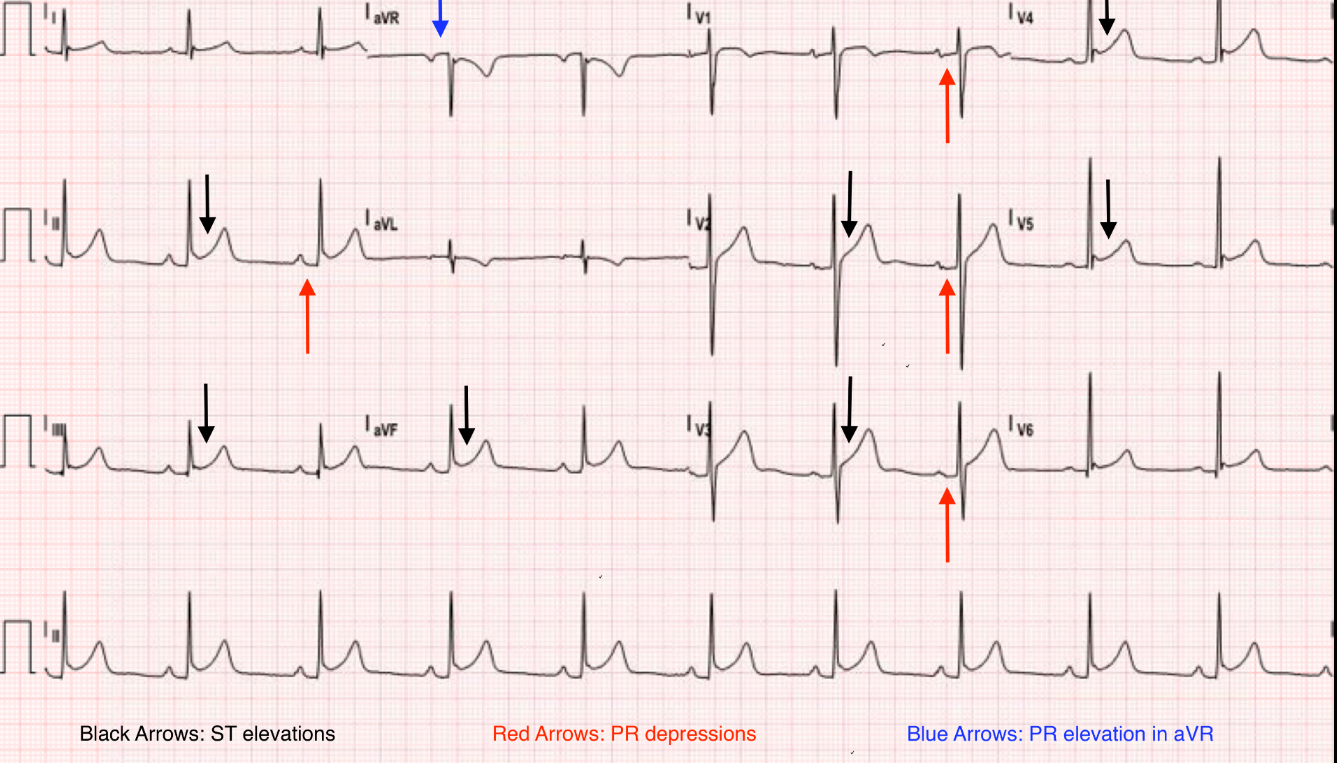 I aVR V1 V4
II aVL V2 V5
III aVF V3 V6
II
Black Arrows: ST elevations Red Arrows: PR depressions Blue Arrows: PR elevation in aVR